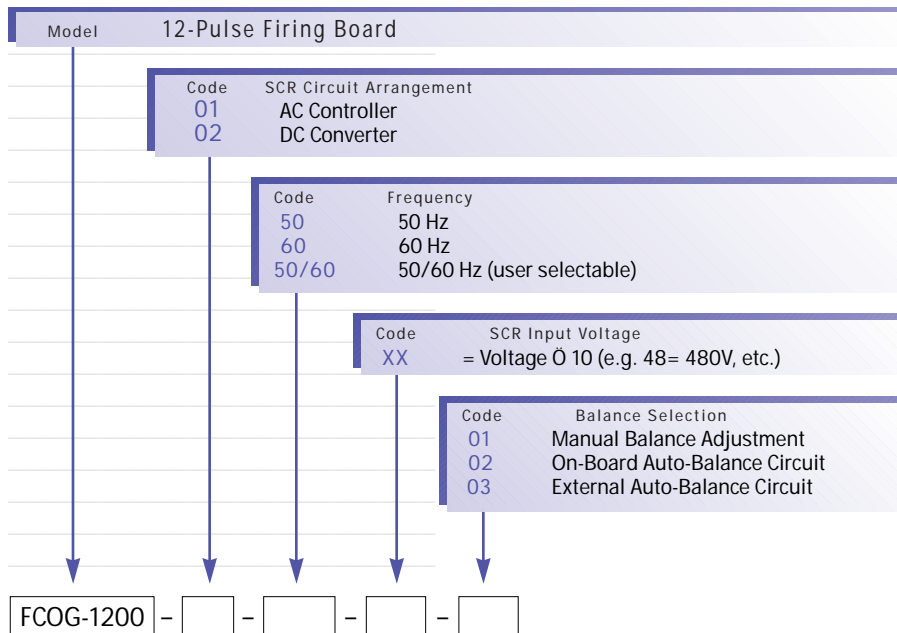 Model 12-Pulse Firing Board
Code SCR Circuit Arrangement
01 AC Controller
02 DC Converter
Code Frequency
50 50 Hz
60 60 Hz
50/60 50/60 Hz (user selectable)
Code SCR Input Voltage
XX = Voltage Ö 10 (e.g. 48= 480V, etc.)
Code Balance Selection
01 Manual Balance Adjustment
02 On-Board Auto-Balance Circuit
03 External Auto-Balance Circuit
FCOG-1200 – – – –